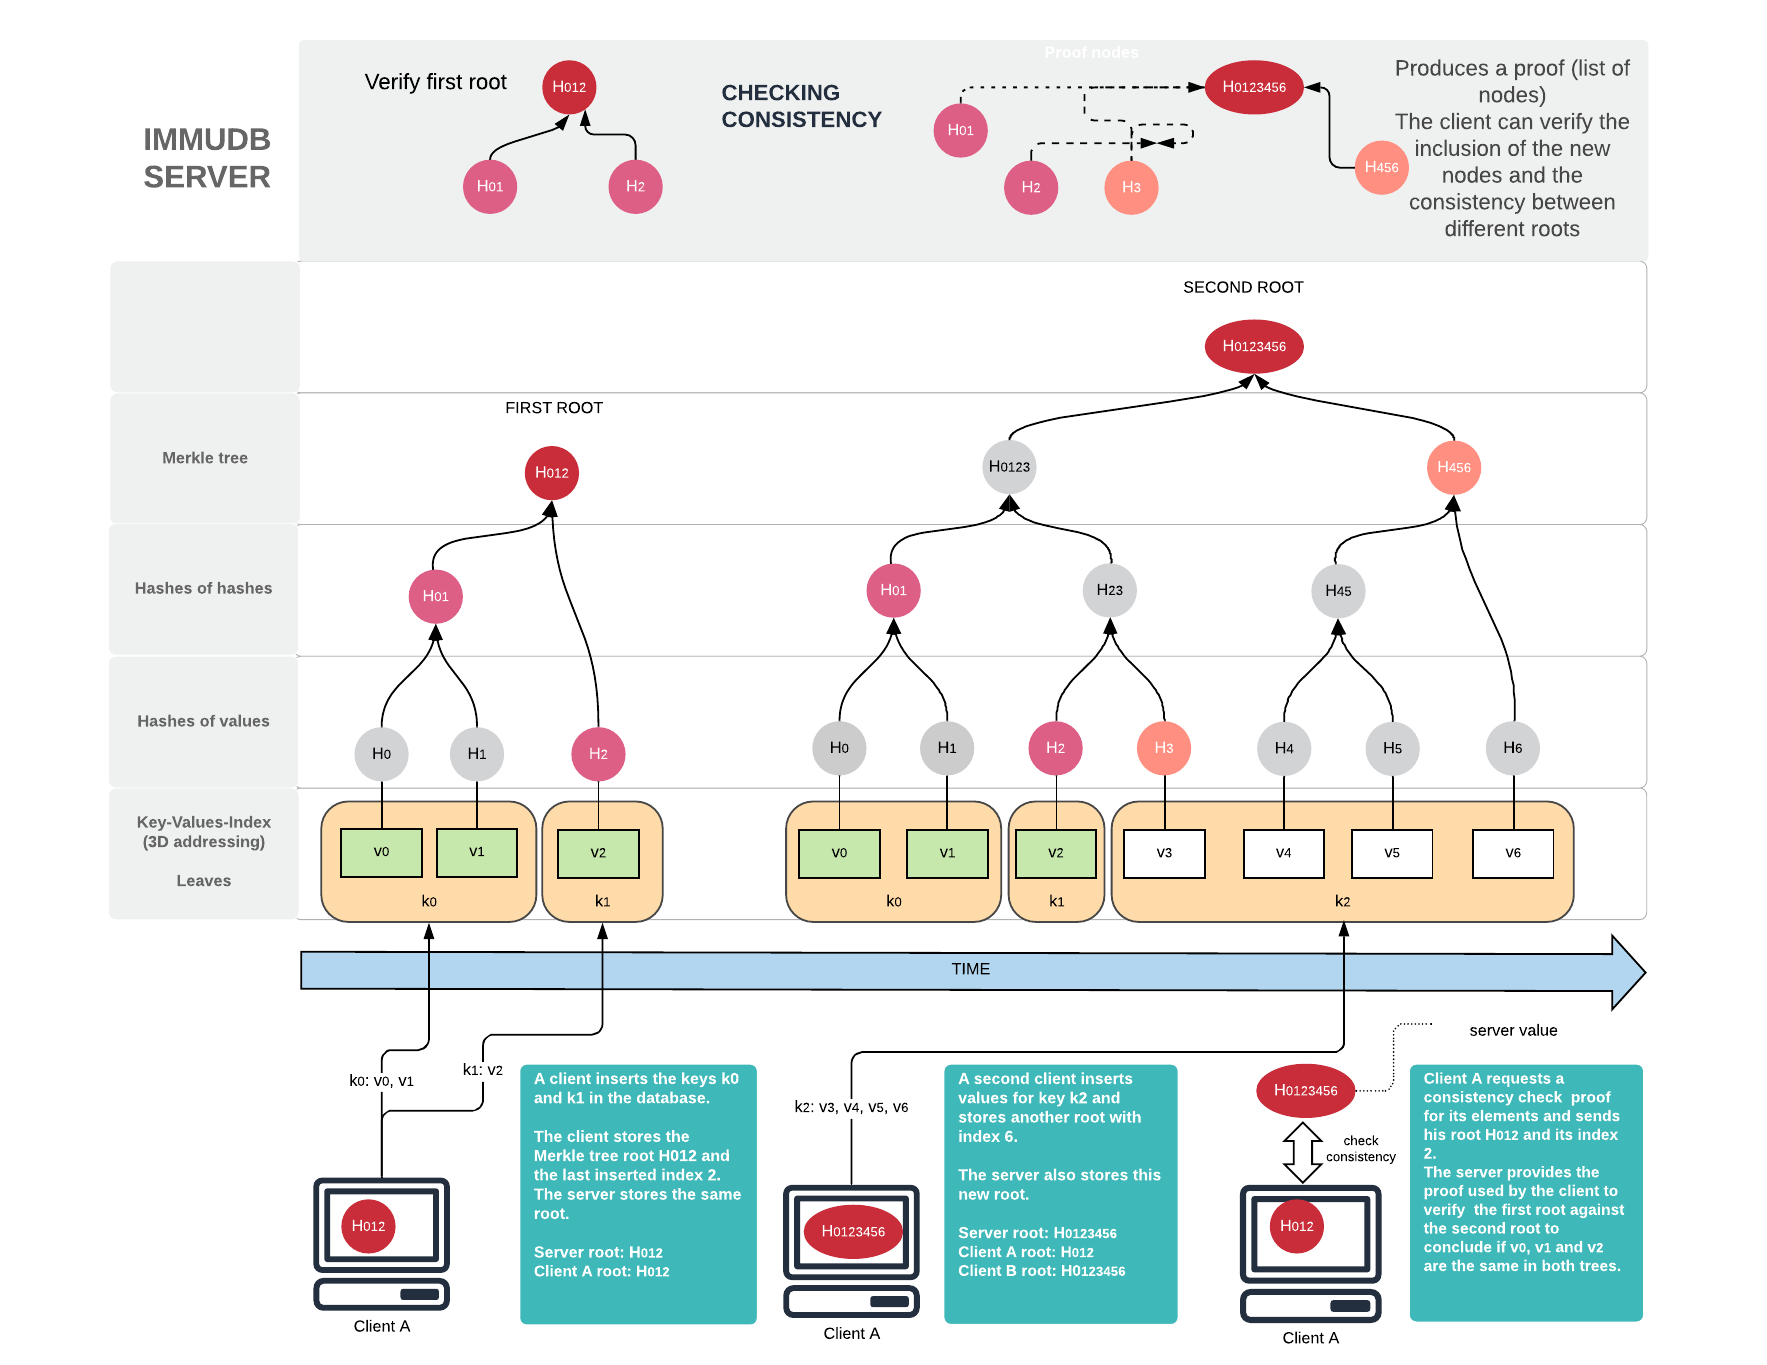 Proof nodes
Verify first root
H012
H01
H2
CHECKING
CONSISTENCY
H0123456
H01
H2
H3
H456
Produces a proof (list of
nodes)
The client can verify the
inclusion of the new
nodes and the
consistency between
different roots
IMMUDB
SERVER
SECOND ROOT
H0123456
Merkle tree
FIRST ROOT
H012
H0123
H456
Hashes of hashes
H01
H01
H23
H45
Hashes of values
H0
H1
H2
H0
H1
H2
H3
H4
H5
H6
Key-Values-Index
(3D addressing)
Leaves
v0
v1
v2
v0
v1
v2
v3
v4
v5
v6
k0
k1
k0
k1
k2
TIME
k0: v0, v1
k1: v2
A client inserts the keys k0
and k1 in the database.
The client stores the
Merkle tree root H012 and
the last inserted index 2.
The server stores the same
root.
Server root: H012
Client A root: H012
H012
Client A
k2: v3, v4, v5, v6
A second client inserts
values for key k2 and
stores another root with
index 6.
The server also stores this
new root.
Server root: H0123456
Client A root: H012
Client B root: H0123456
H0123456
Client A
server value
H0123456
check
consistency
H012
Client A
Client A requests a
consistency check proof
for its elements and sends
his root H012 and its index
2.
The server provides the
proof used by the client to
verify the first root against
the second root to
conclude if v0, v1 and v2
are the same in both trees.